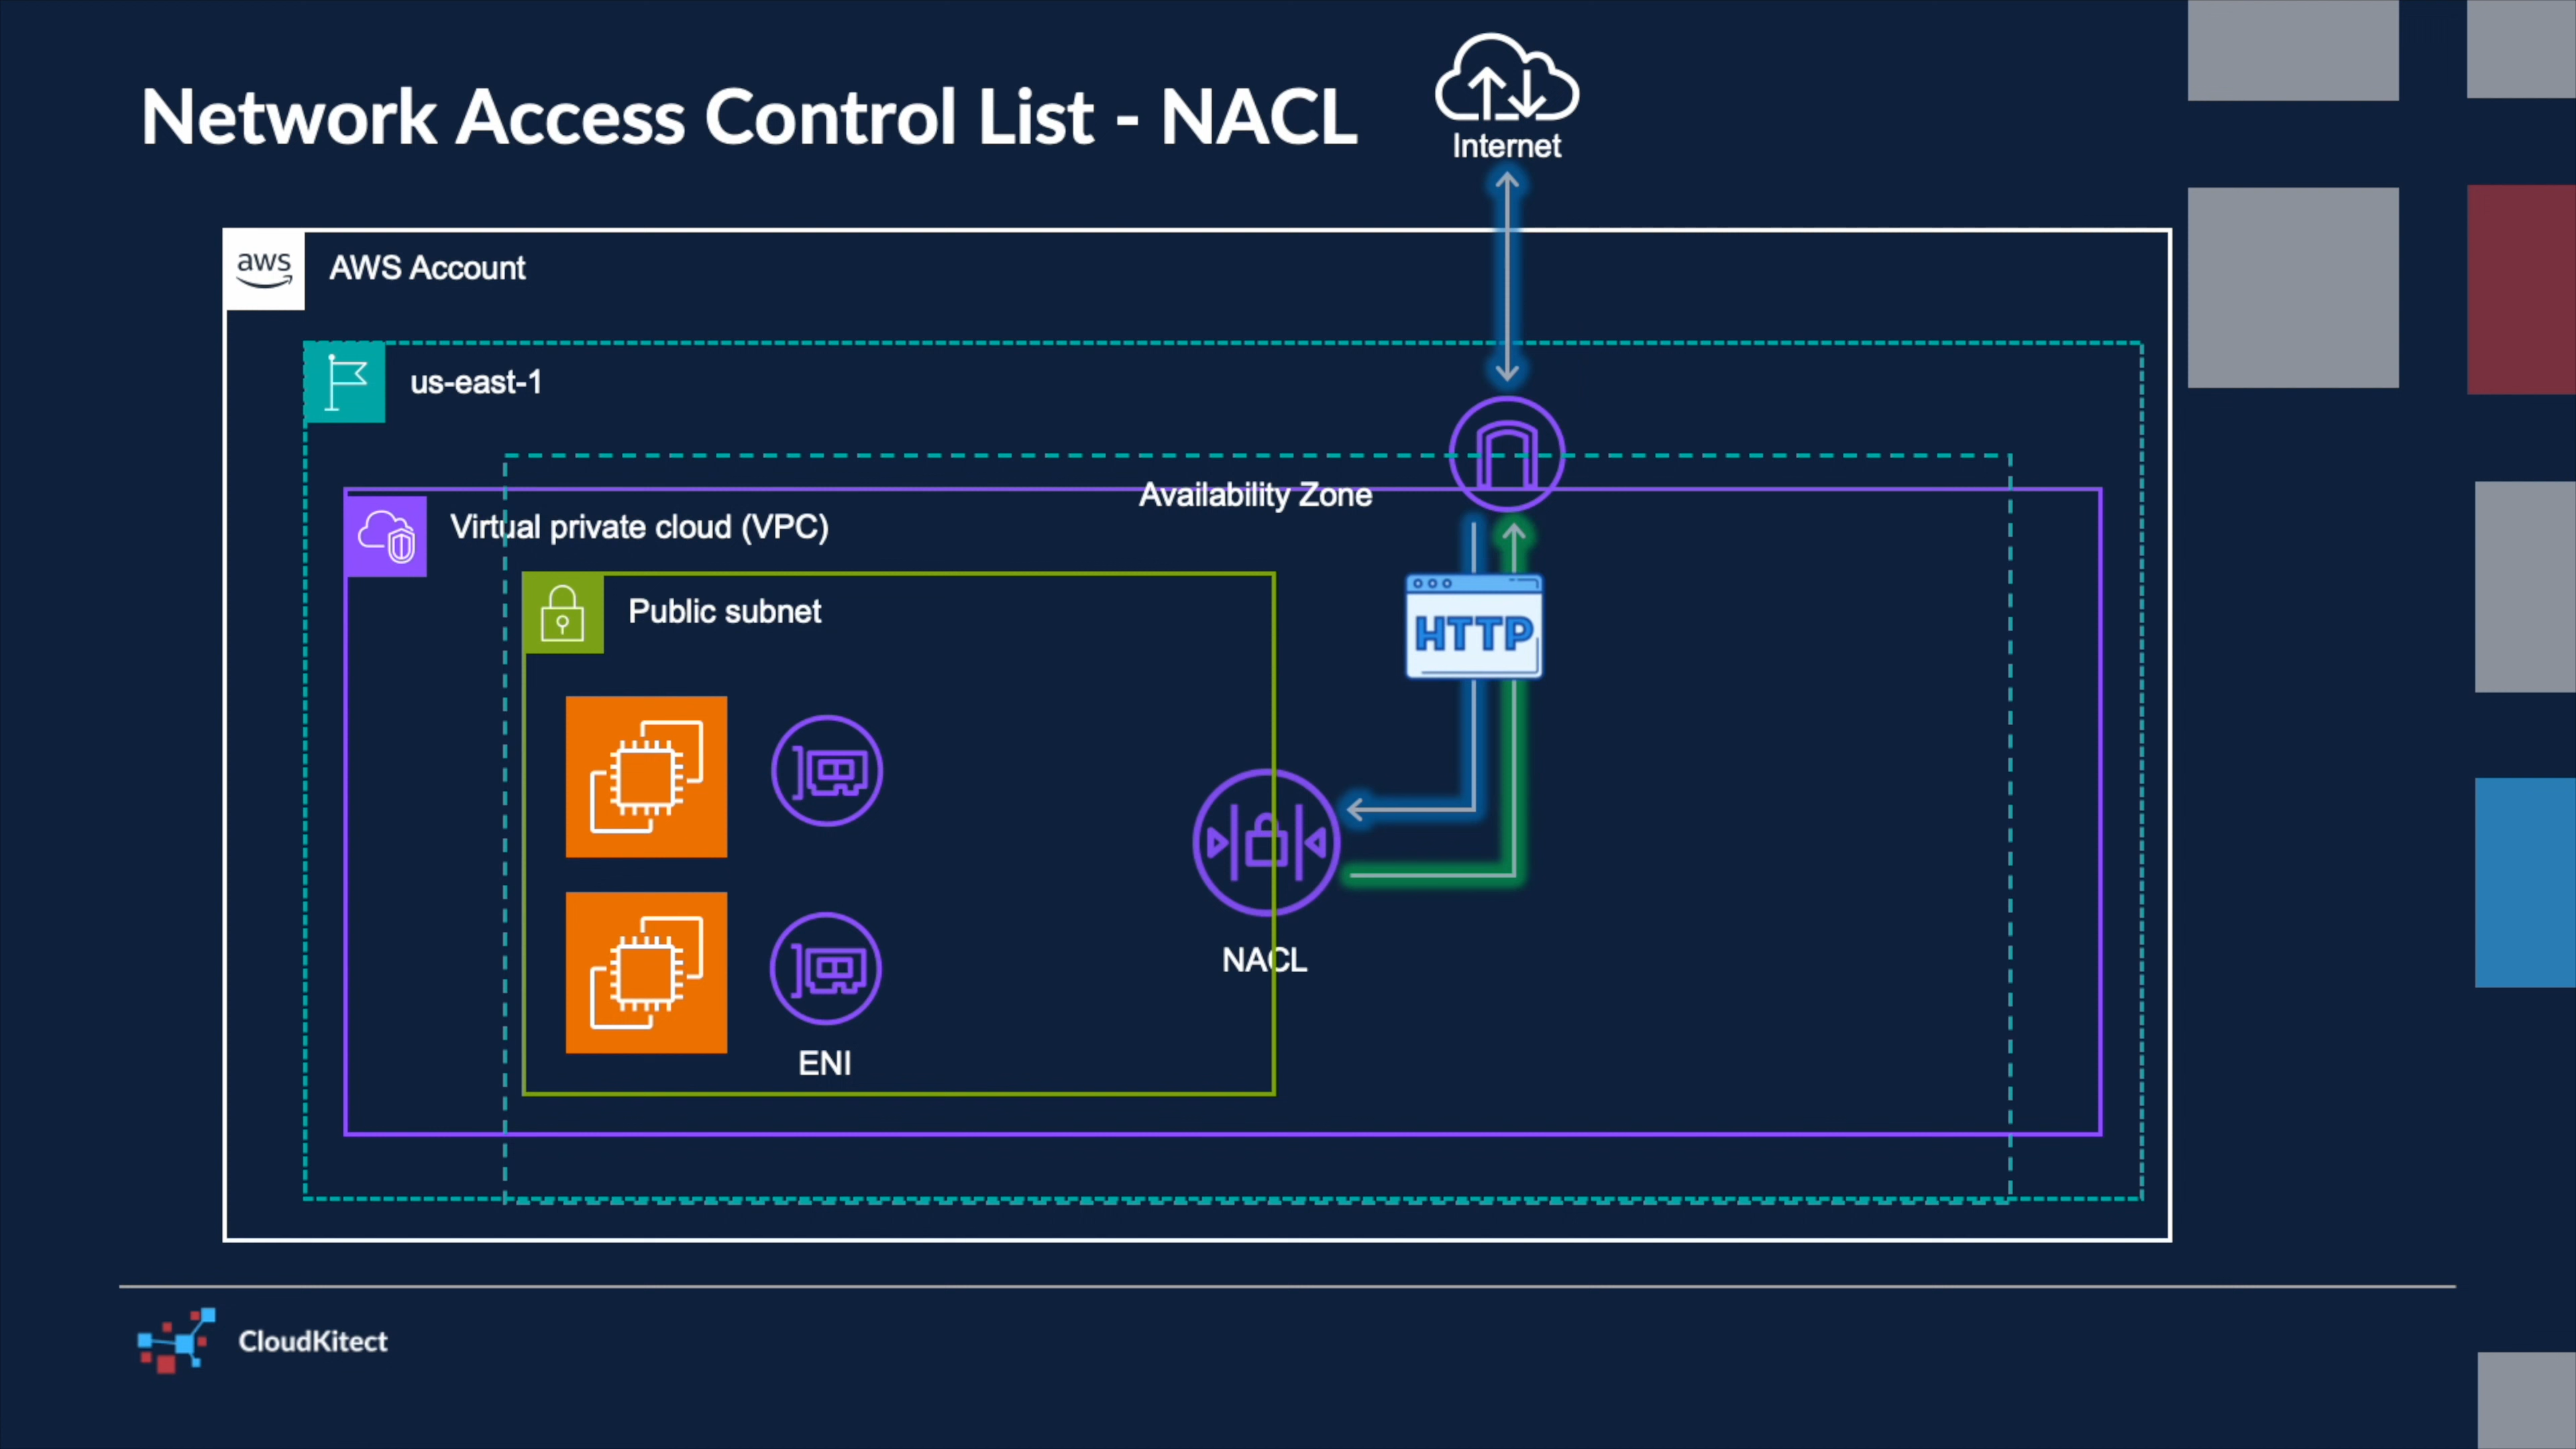 Network Access Control List - NACL
Internet
aws
AWS Account
us-east-1
Availability Zone
Virtual private cloud (VPC)
Public subnet
HTTP
NACL
ENI
CloudKitect